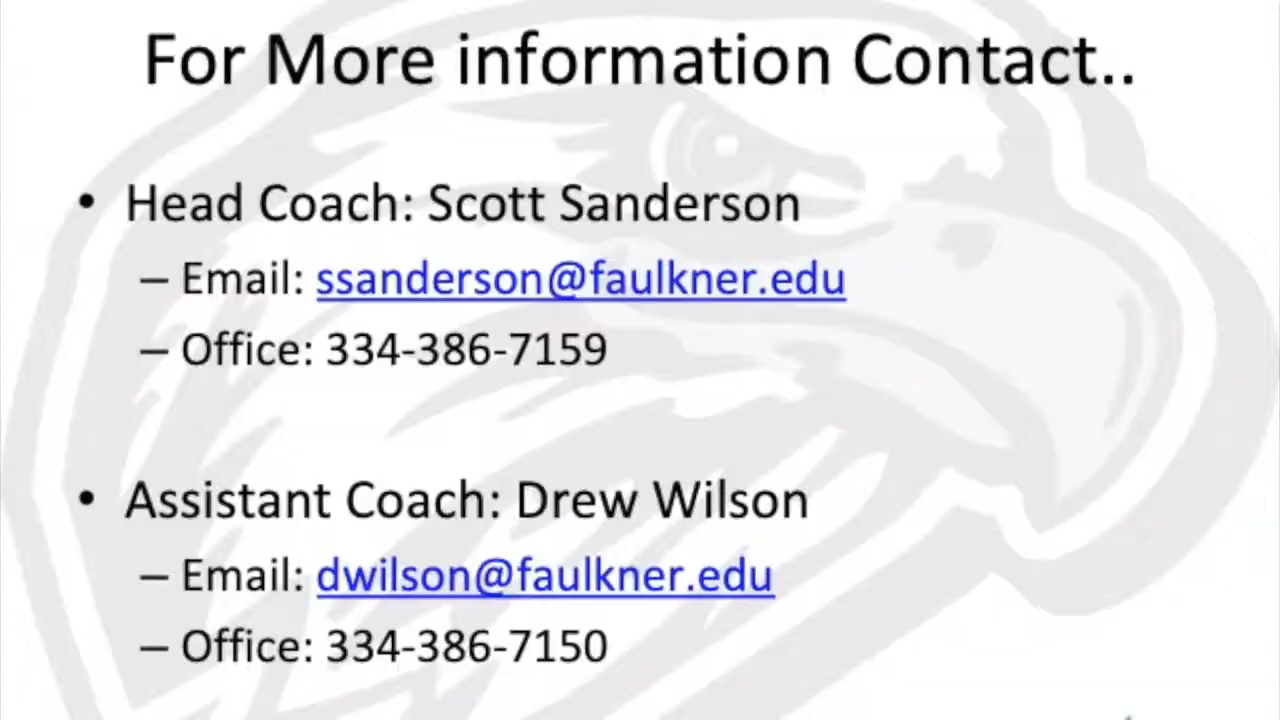 For More information Contact..
• Head Coach: Scott Sanderson
– Email: ssanderson@faulkner.edu
– Office: 334-386-7159
• Assistant Coach: Drew Wilson
– Email: dwilson@faulkner.edu
– Office: 334-386-7150